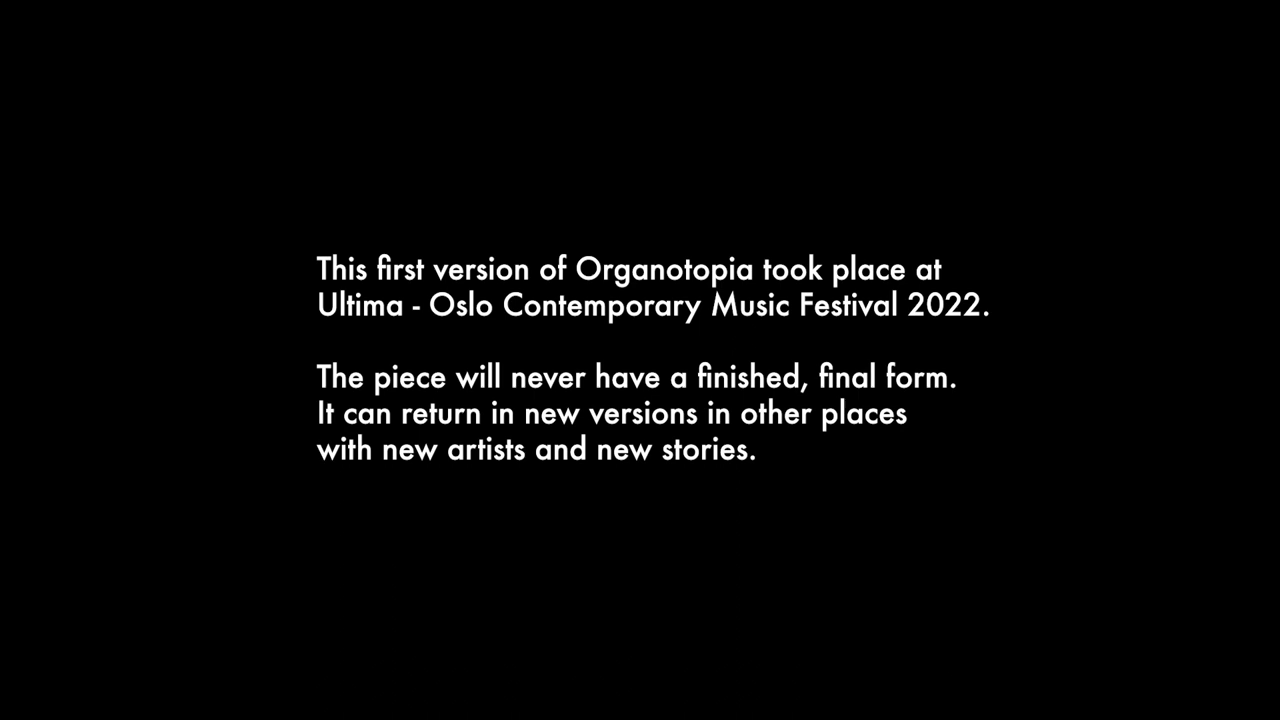 This first version of Organotopia took place at
Ultima - Oslo Contemporary Music Festival 2022.
The piece will never have a finished, final form.
It can return in new versions in other places
with new artists and new stories.